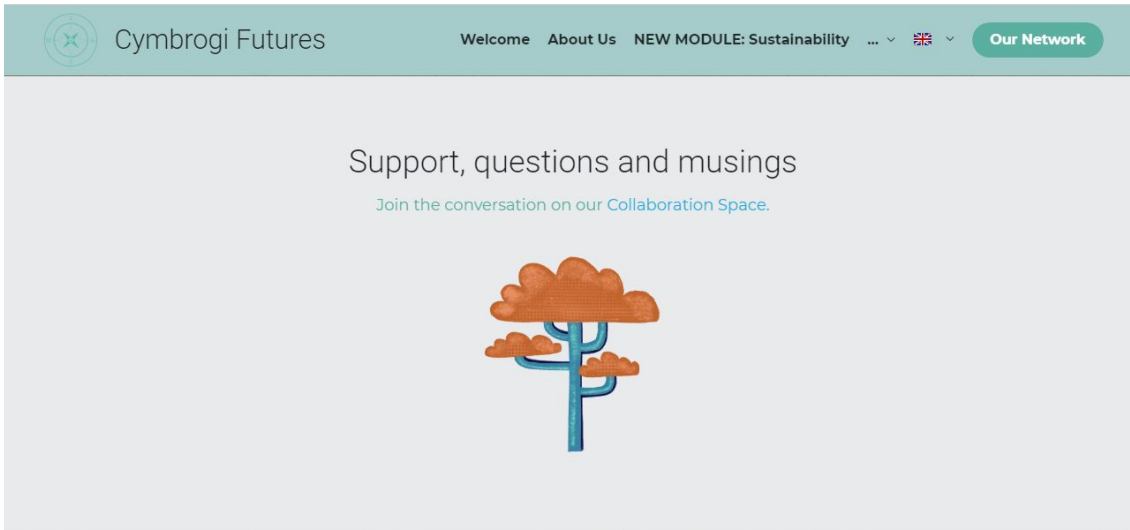 Cymbrogi Futures
Welcome About Us NEW MODULE: Sustainability ... Our Network
Support, questions and musings
Join the conversation on our Collaboration Space.